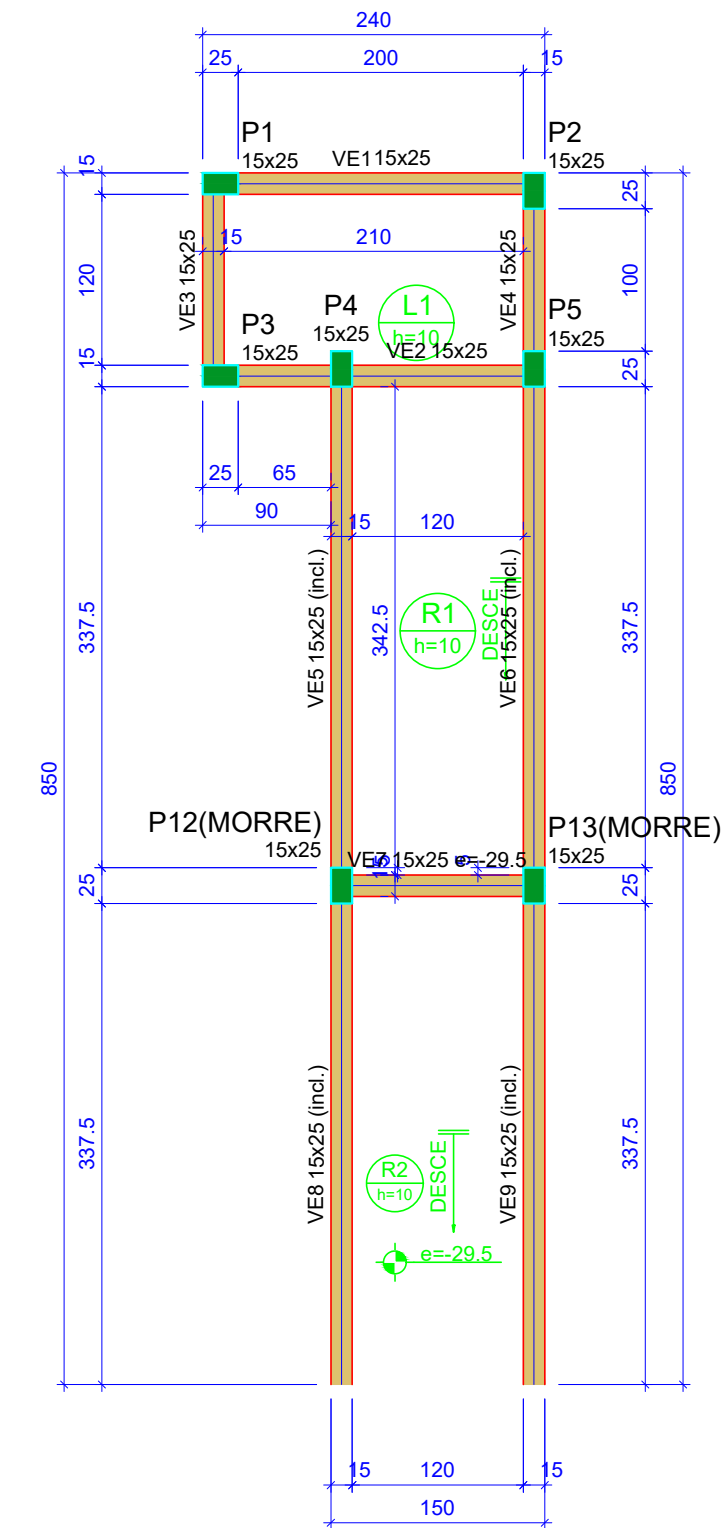 240
25
200
15
P1
15x25
VE1 15x25
P2
15x25
15
25
15
210
120
VE3 15x25
VE4 15x25
100
P4
15x25
L1
h=10
P3
15x25
VE2 15x25
P5
15x25
15
25
25
65
90
15
120
337.5
VE5 15x25 (incl.)
342.5
R1
h=10
DESCE
VE6 15x25 (incl.)
337.5
850
850
P12(MORRE)
15x25
VE7 15x25 e=-29.5
P13(MORRE)
15x25
25
15
5
25
337.5
VE8 15x25 (incl.)
R2
h=10
DESCE
VE9 15x25 (incl.)
337.5
e=-29.5
15
120
15
150